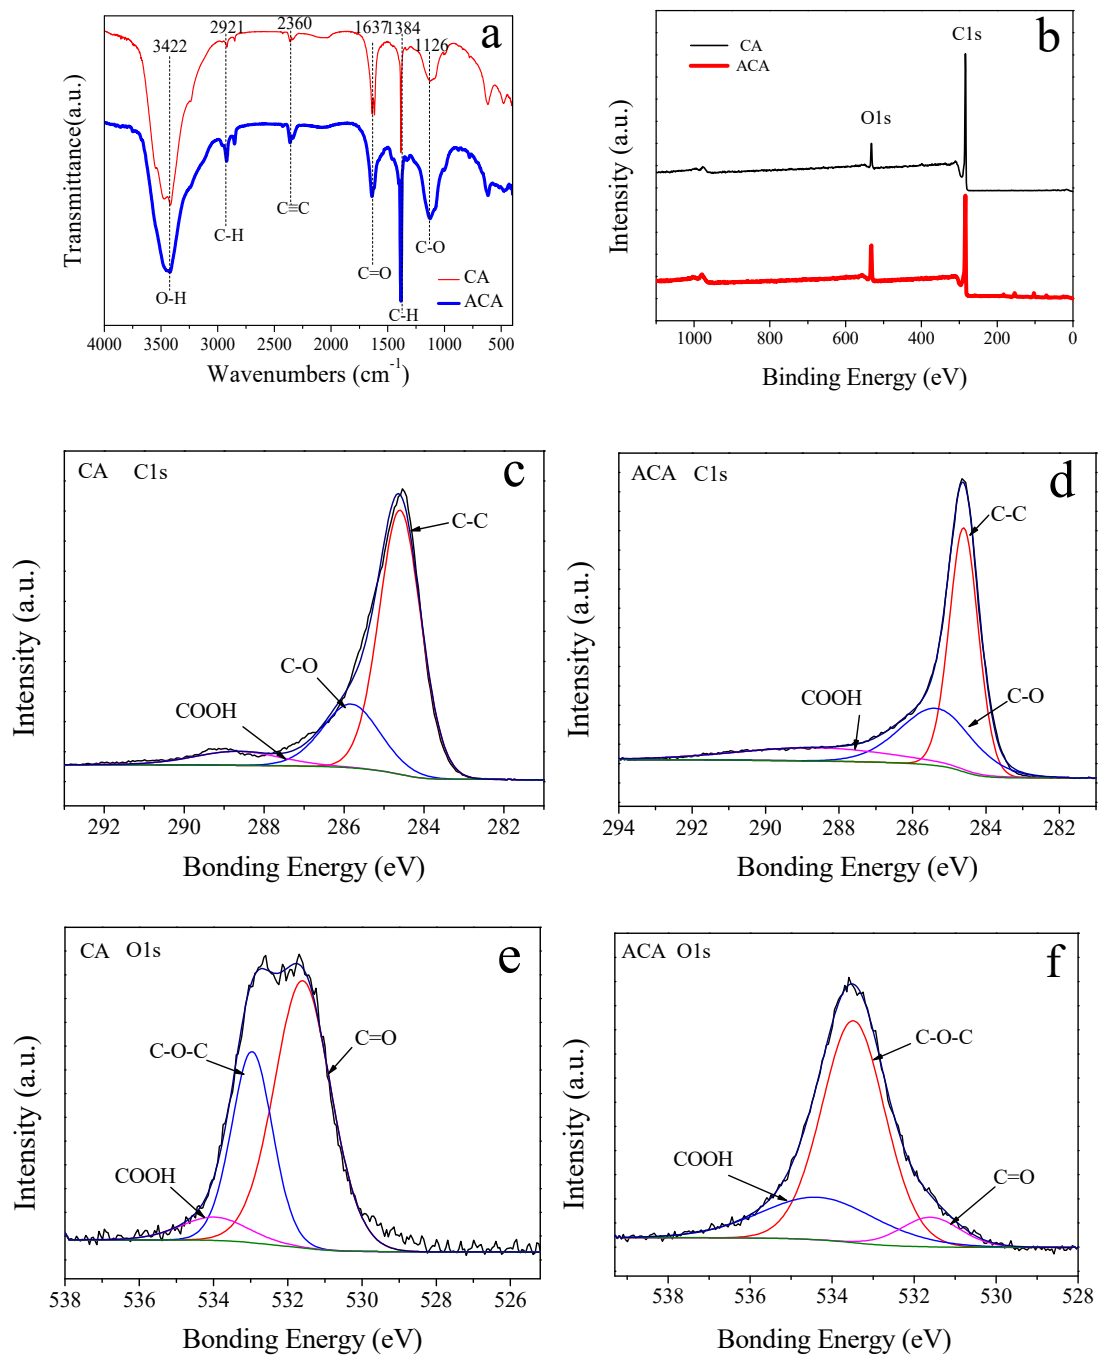 a
3422
2921
2360
1637
1384
1126
O-H
C-H
C≡C
C=O
C-H
C-O
CA
ACA
Transmittance(a.u.)
4000 3500 3000 2500 2000 1500 1000 500
Wavenumbers (cm-1)
b
CA
ACA
O1s
C1s
Intensity (a.u.)
1000 800 600 400 200 0
Binding Energy (eV)
CA C1s
c
C-C
C-O
COOH
Intensity (a.u.)
292 290 288 286 284 282
Bonding Energy (eV)
ACA C1s
d
C-C
COOH
C-O
Intensity (a.u.)
294 292 290 288 286 284 282
Bonding Energy (eV)
CA O1s
e
C-O-C
C=O
COOH
Intensity (a.u.)
538 536 534 532 530 528 526
Bonding Energy (eV)
ACA O1s
f
C-O-C
COOH
C=O
Intensity (a.u.)
538 536 534 532 530 528
Bonding Energy (eV)